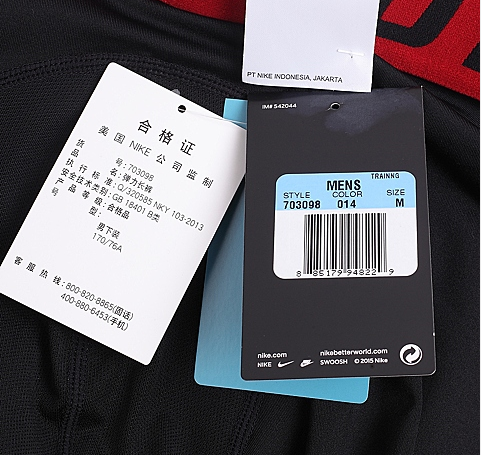 PT NIKE INDONESIA, JAKARTA
合格证
美国 NIKE 公司监制
货号: 703098
品名: 弹力长裤
执行标准: Q/320585 NKY 103-2013
安全技术类别: GB 18401 B类
产品等级: 合格品
号型: 男下装
170/76A
客服热线: 800-820-8865(固话)
400-880-6453(手机)
IM# 542044
TRAINNG
MENS
STYLE COLOR SIZE
703098 014 M
8 85179 94822 9
nike.com
nikebetterworld.com
NIKE SWOOSH © 2015 Nike